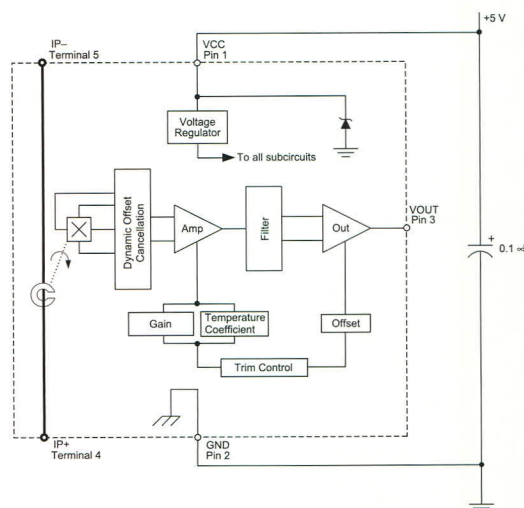 +5 V
IP–
Terminal 5
VCC
Pin 1
Voltage
Regulator
To all subcircuits
Dynamic Offset
Cancellation
Amp
Filter
Out
VOUT
Pin 3
+
0.1 ∝
Gain
Temperature
Coefficient
Offset
Trim Control
IP+
Terminal 4
GND
Pin 2